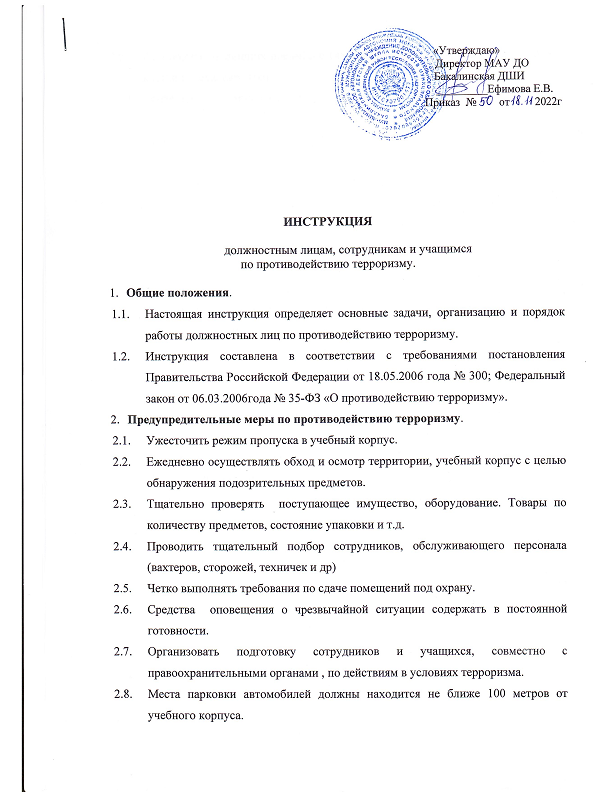 «Утверждаю»
Директор МАУ ДО
Бакалинская ДШИ
Ефимова Е.В.
Приказ № 50 от 18.11 2022г
ИНСТРУКЦИЯ
должностным лицам, сотрудникам и учащимся
по противодействию терроризму.
1. Общие положения.
1.1. Настоящая инструкция определяет основные задачи, организацию и порядок
работы должностных лиц по противодействию терроризму.
1.2. Инструкция составлена в соответствии с требованиями постановления
Правительства Российской Федерации от 18.05.2006 года № 300; Федеральный
закон от 06.03.2006года № 35-ФЗ «О противодействию терроризму».
2. Предупредительные меры по противодействию терроризму.
2.1. Ужесточить режим пропуска в учебный корпус.
2.2. Ежедневно осуществлять обход и осмотр территории, учебный корпус с целью
обнаружения подозрительных предметов.
2.3. Тщательно проверять поступающее имущество, оборудование. Товары по
количеству предметов, состояние упаковки и т.д.
2.4. Проводить тщательный подбор сотрудников, обслуживающего персонала
(вахтеров, сторожей, техничек и др)
2.5. Четко выполнять требования по сдаче помещений под охрану.
2.6. Средства оповещения о чрезвычайной ситуации содержать в постоянной
готовности.
2.7. Организовать подготовку сотрудников и учащихся, совместно с
правоохранительными органами , по действиям в условиях терроризма.
2.8. Места парковки автомобилей должны находится не ближе 100 метров от
учебного корпуса.